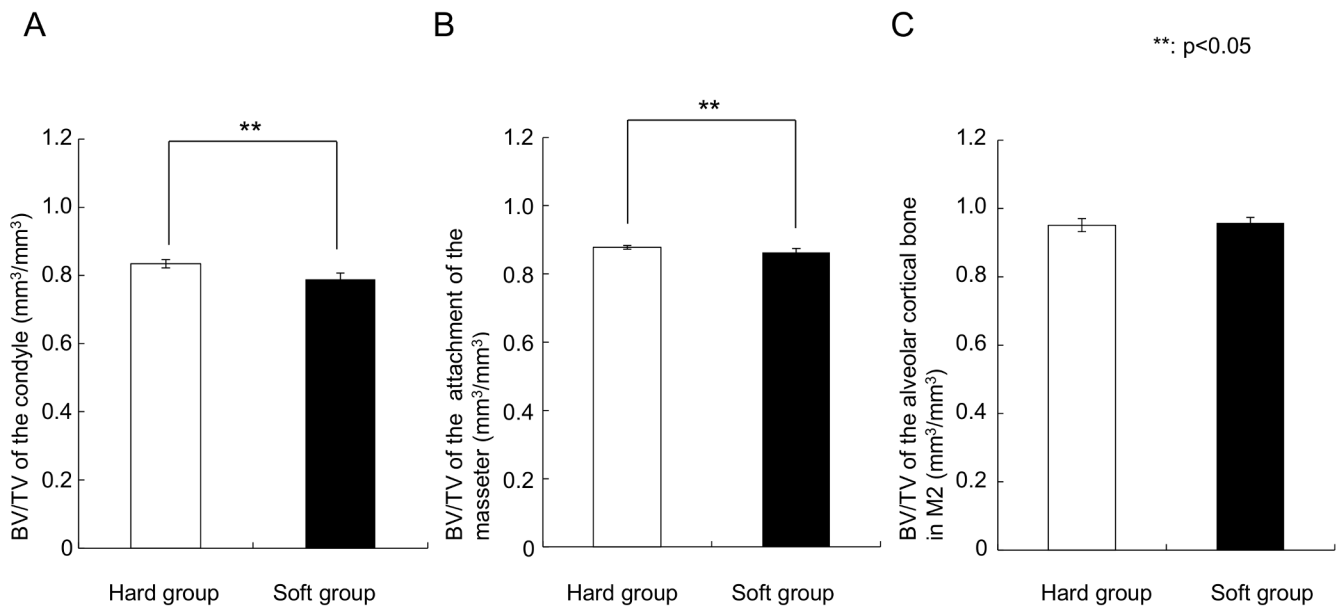 A
B
C
**: p<0.05
BV/TV of the condyle (mm³/mm³)
1.2
1.0
0.8
0.6
0.4
0.2
0
**
Hard group
Soft group
BV/TV of the attachment of the
masseter (mm³/mm³)
1.2
1.0
0.8
0.6
0.4
0.2
0
**
Hard group
Soft group
BV/TV of the alveolar cortical bone
in M2 (mm³/mm³)
1.2
1.0
0.8
0.6
0.4
0.2
0
Hard group
Soft group